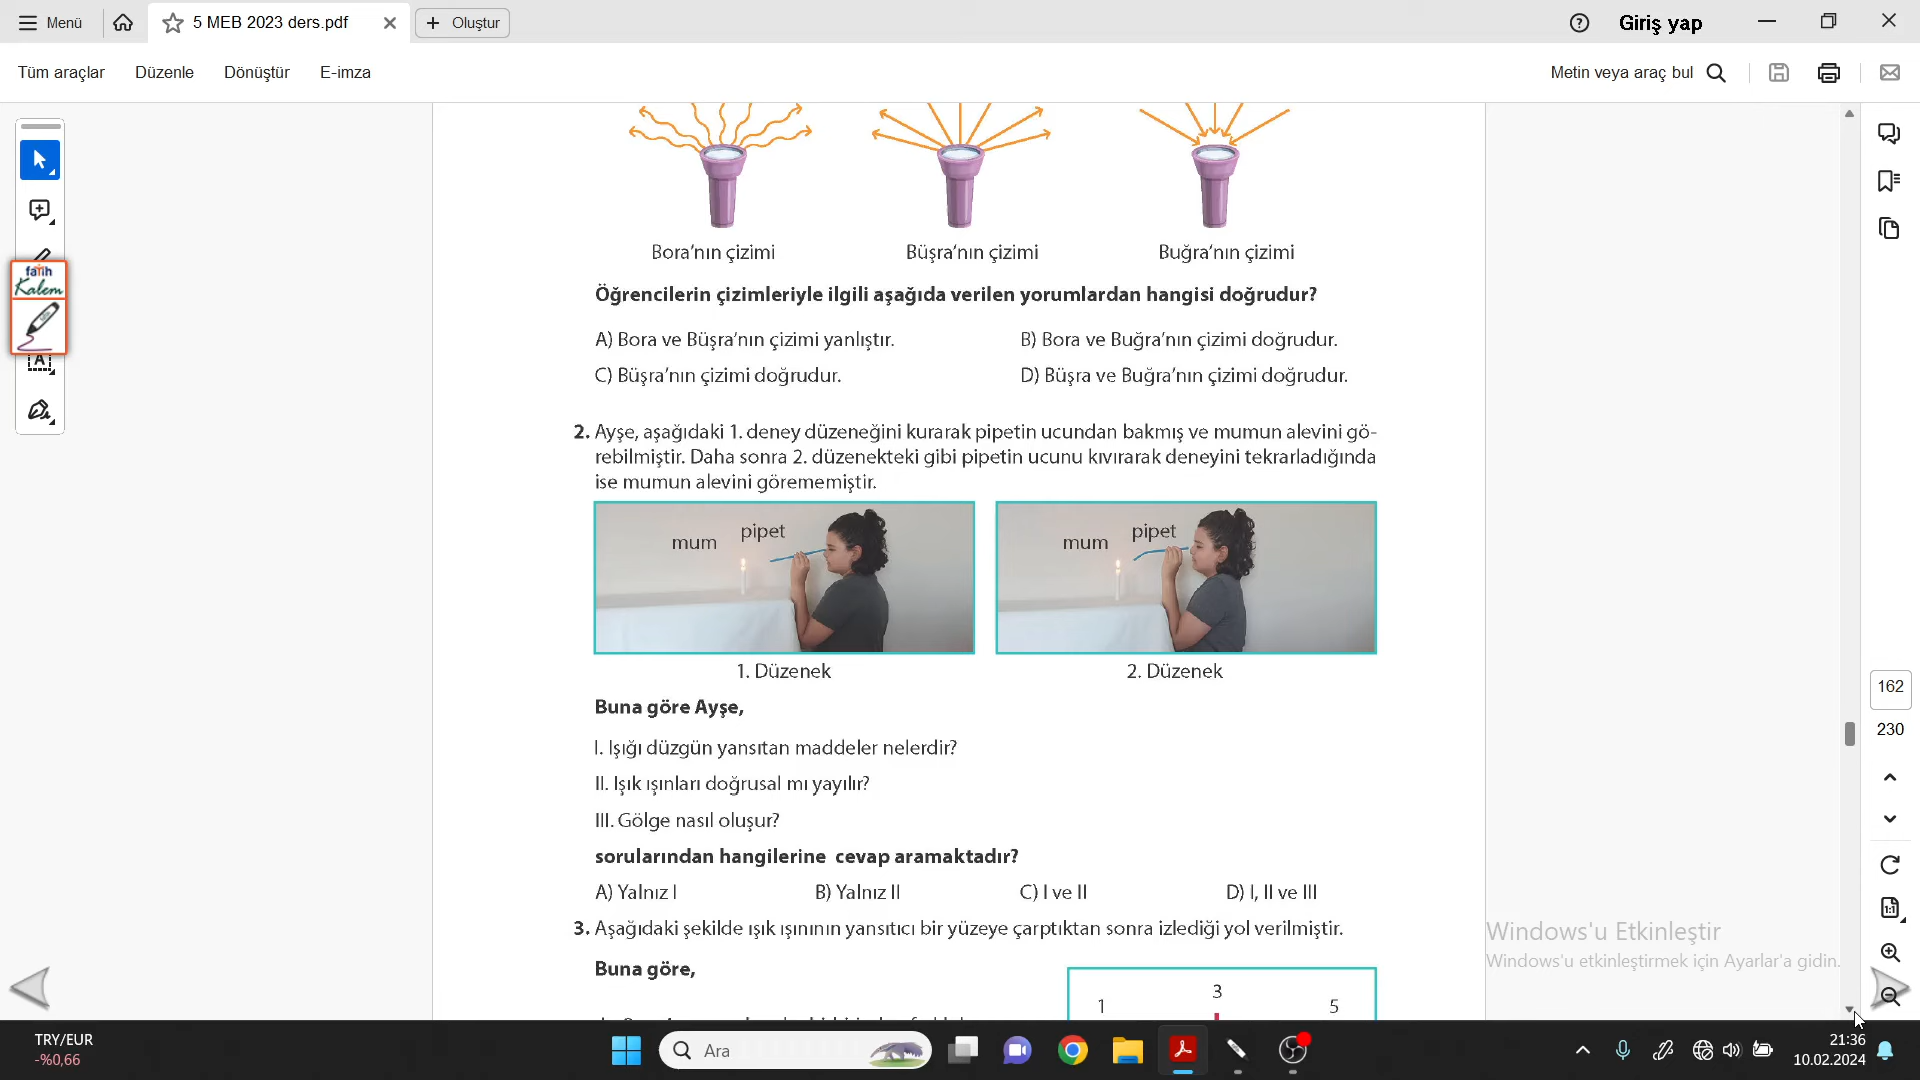 Menü
5 MEB 2023 ders.pdf
Oluştur
Giriş yap
Tüm araçlar
Düzenle
Dönüştür
E-imza
Metin veya araç bul
fatih
Kalem
A
Bora’nın çizimi
Büşra’nın çizimi
Buğra’nın çizimi
Öğrencilerin çizimleriyle ilgili aşağıda verilen yorumlardan hangisi doğrudur?
A) Bora ve Büşra’nın çizimi yanlıştır.
B) Bora ve Buğra’nın çizimi doğrudur.
C) Büşra’nın çizimi doğrudur.
D) Büşra ve Buğra’nın çizimi doğrudur.
2. Ayşe, aşağıdaki 1. deney düzeneğini kurarak pipetin ucundan bakmış ve mumun alevini gö-
rebilmiştir. Daha sonra 2. düzenekteki gibi pipetin ucunu kıvırarak deneyini tekrarladığında
ise mumun alevini görememiştir.
mum
pipet
mum
pipet
1. Düzenek
2. Düzenek
Buna göre Ayşe,
I. Işığı düzgün yansıtan maddeler nelerdir?
II. Işık ışınları doğrusal mı yayılır?
III. Gölge nasıl oluşur?
sorularından hangilerine cevap aramaktadır?
A) Yalnız I
B) Yalnız II
C) I ve II
D) I, II ve III
3. Aşağıdaki şekilde ışık ışınının yansıtıcı bir yüzeye çarptıktan sonra izlediği yol verilmiştir.
Buna göre,
1
3
5
162
230
1:1
Windows'u Etkinleştir
Windows'u etkinleştirmek için Ayarlar'a gidin.
TRY/EUR
-%0,66
Ara
21:36
10.02.2024